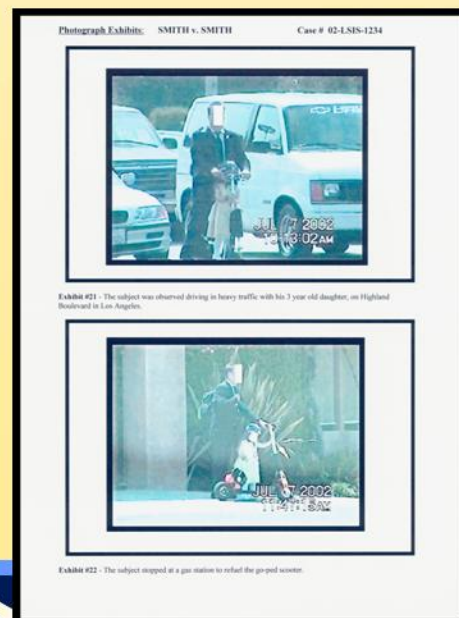 Photograph Exhibits: SMITH v. SMITH Case # 02-LSIS-1234
CHEVROLET
JUL 7 2002
Exhibit #21 - The subject was observed driving in heavy traffic with his 3 year old daughter, on Highland
Boulevard in Los Angeles.
JUL 7 2002
Exhibit #22 - The subject stopped at a gas station to refuel the go-ped scooter.